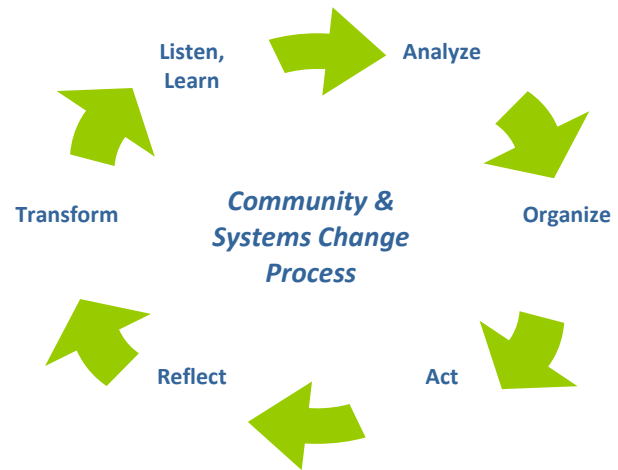 Listen,
Learn
Analyze
Transform
Community &
Systems Change
Process
Organize
Reflect
Act